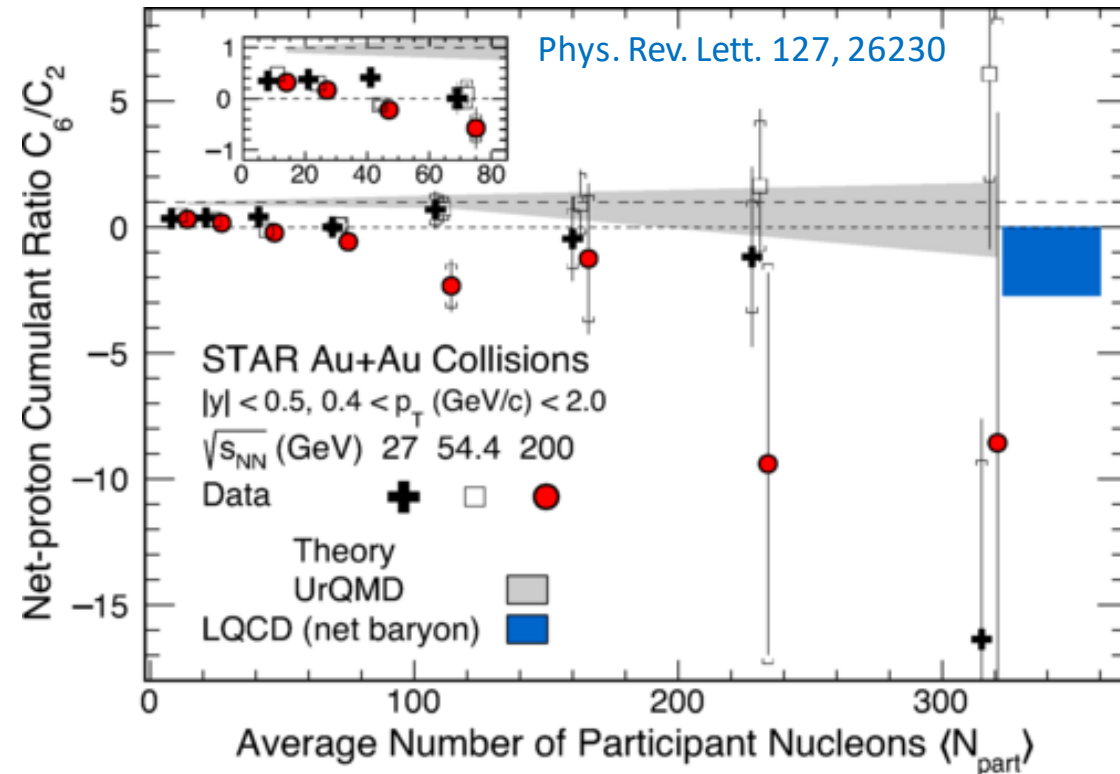 Phys. Rev. Lett. 127, 26230
1
0
−1
0 20 40 60 80
Net-proton Cumulant Ratio C6/C2
5
0
−5
−10
−15
STAR Au+Au Collisions
|y| < 0.5, 0.4 < pT (GeV/c) < 2.0
√sNN (GeV) 27 54.4 200
Data
Theory
UrQMD
LQCD (net baryon)
0 100 200 300
Average Number of Participant Nucleons ⟨Npart⟩